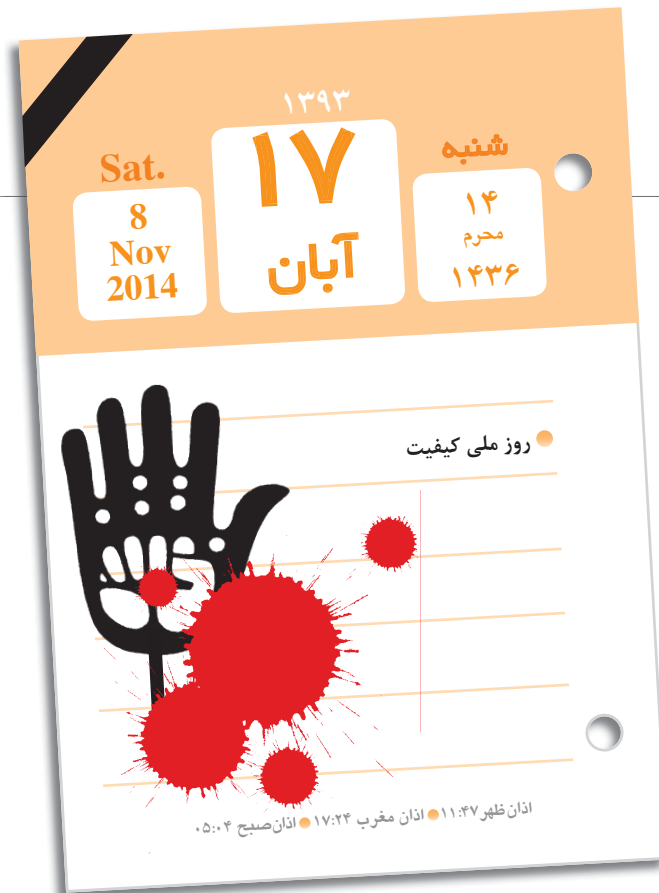 ۱۳۹۳
شنبه
۱۴
محرم
۱۴۳۶
۱۷
آبان
Sat.
8
Nov
2014
روز ملی کیفیت
اذان ظهر ۱۱:۴۷ اذان مغرب ۱۷:۲۴ اذان صبح ۰۵:۰۴